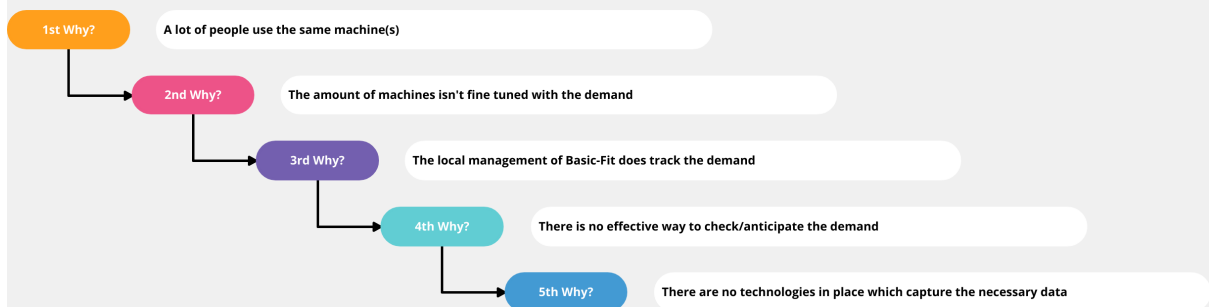 1st Why?
A lot of people use the same machine(s)
2nd Why?
The amount of machines isn't fine tuned with the demand
3rd Why?
The local management of Basic-Fit does track the demand
4th Why?
There is no effective way to check/anticipate the demand
5th Why?
There are no technologies in place which capture the necessary data